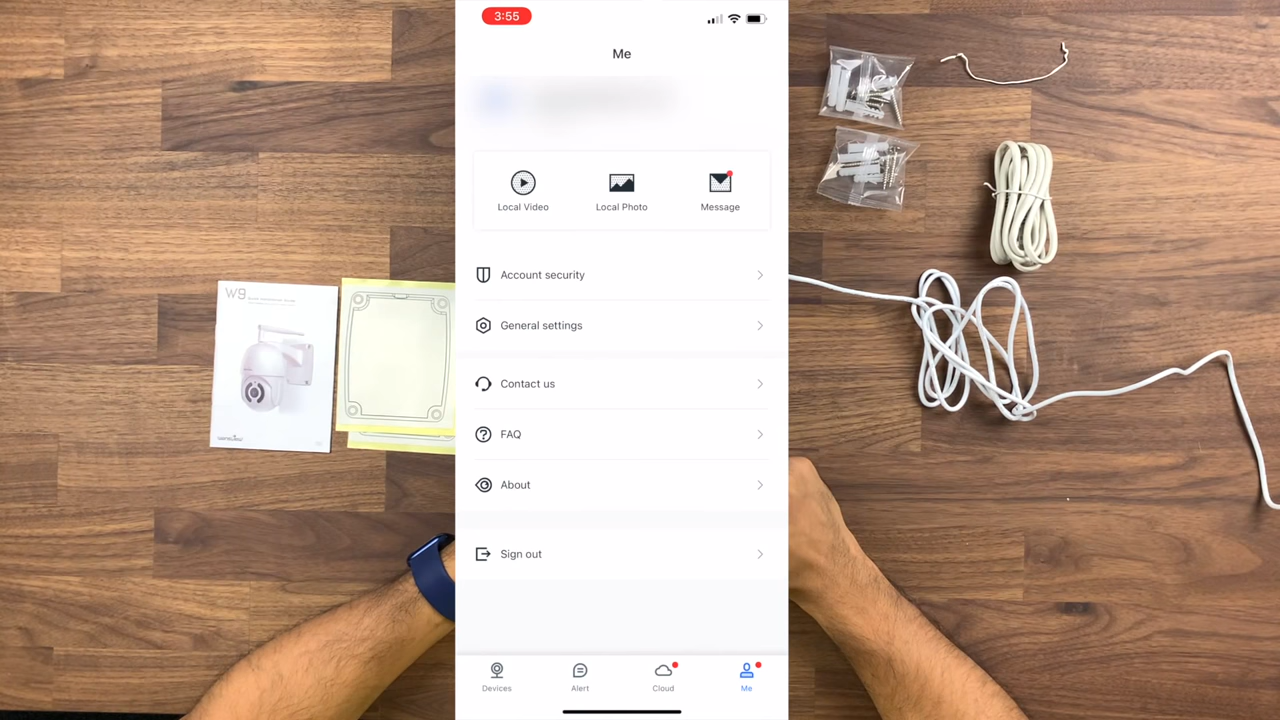 3:55
Me
Local Video
Local Photo
Message
Account security
General settings
Contact us
FAQ
About
Sign out
Devices
Alert
Cloud
Me
W9
wansview